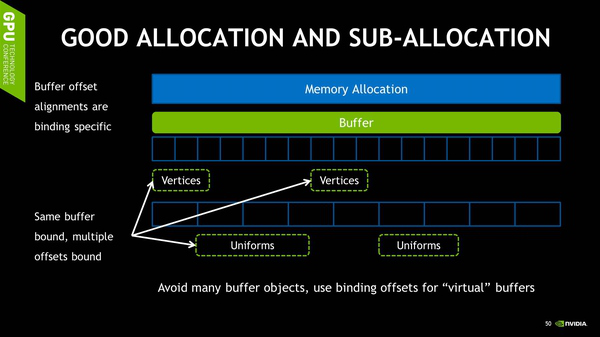 GPU TECHNOLOGY
CONFERENCE
GOOD ALLOCATION AND SUB-ALLOCATION
Buffer offset
alignments are
binding specific
Memory Allocation
Buffer
Vertices
Vertices
Same buffer
bound, multiple
offsets bound
Uniforms
Uniforms
Avoid many buffer objects, use binding offsets for “virtual” buffers
50 NVIDIA